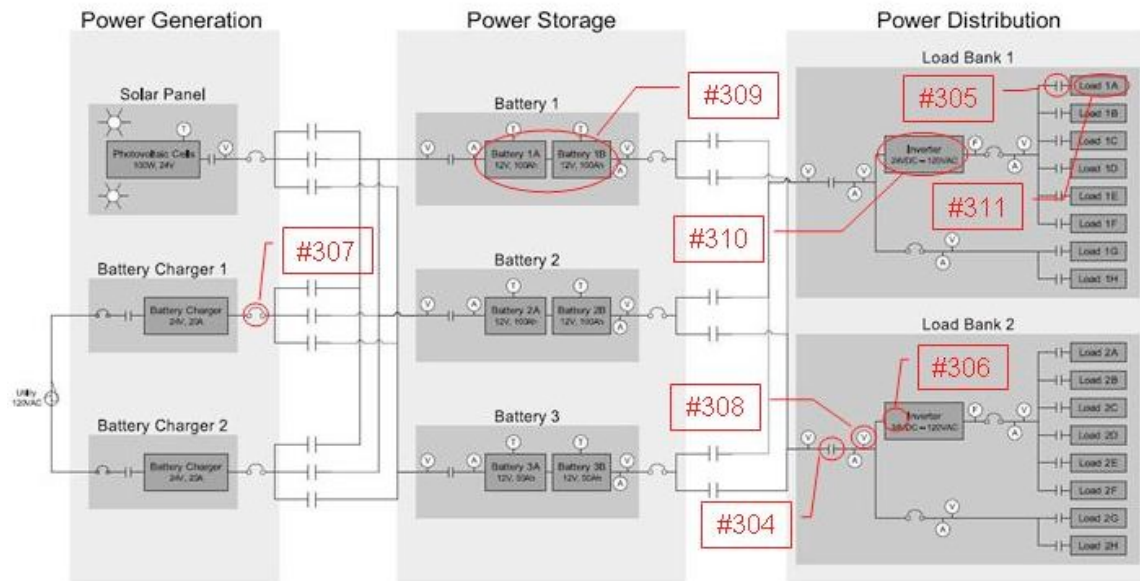 Power Generation
Power Storage
Power Distribution
Solar Panel
T
Photovoltaic Cells
100W, 24V
V
Battery Charger 1
Battery Charger
24V, 20A
#307
Utility
120VAC
Battery Charger 2
Battery Charger
24V, 20A
Battery 1
#309
T
T
V
A
Battery 1A
12V, 100Ah
Battery 1B
12V, 100Ah
V
A
Battery 2
T
T
V
A
Battery 2A
12V, 100Ah
Battery 2B
12V, 100Ah
V
A
Battery 3
T
T
V
A
Battery 3A
12V, 50Ah
Battery 3B
12V, 50Ah
V
A
Load Bank 1
#305
#310
#311
V
V
A
Inverter
24VDC – 120VAC
F
V
A
V
A
Load 1A
Load 1B
Load 1C
Load 1D
Load 1E
Load 1F
Load 1G
Load 1H
Load Bank 2
#306
#308
#304
V
V
A
Inverter
24VDC – 120VAC
F
V
A
V
A
Load 2A
Load 2B
Load 2C
Load 2D
Load 2E
Load 2F
Load 2G
Load 2H